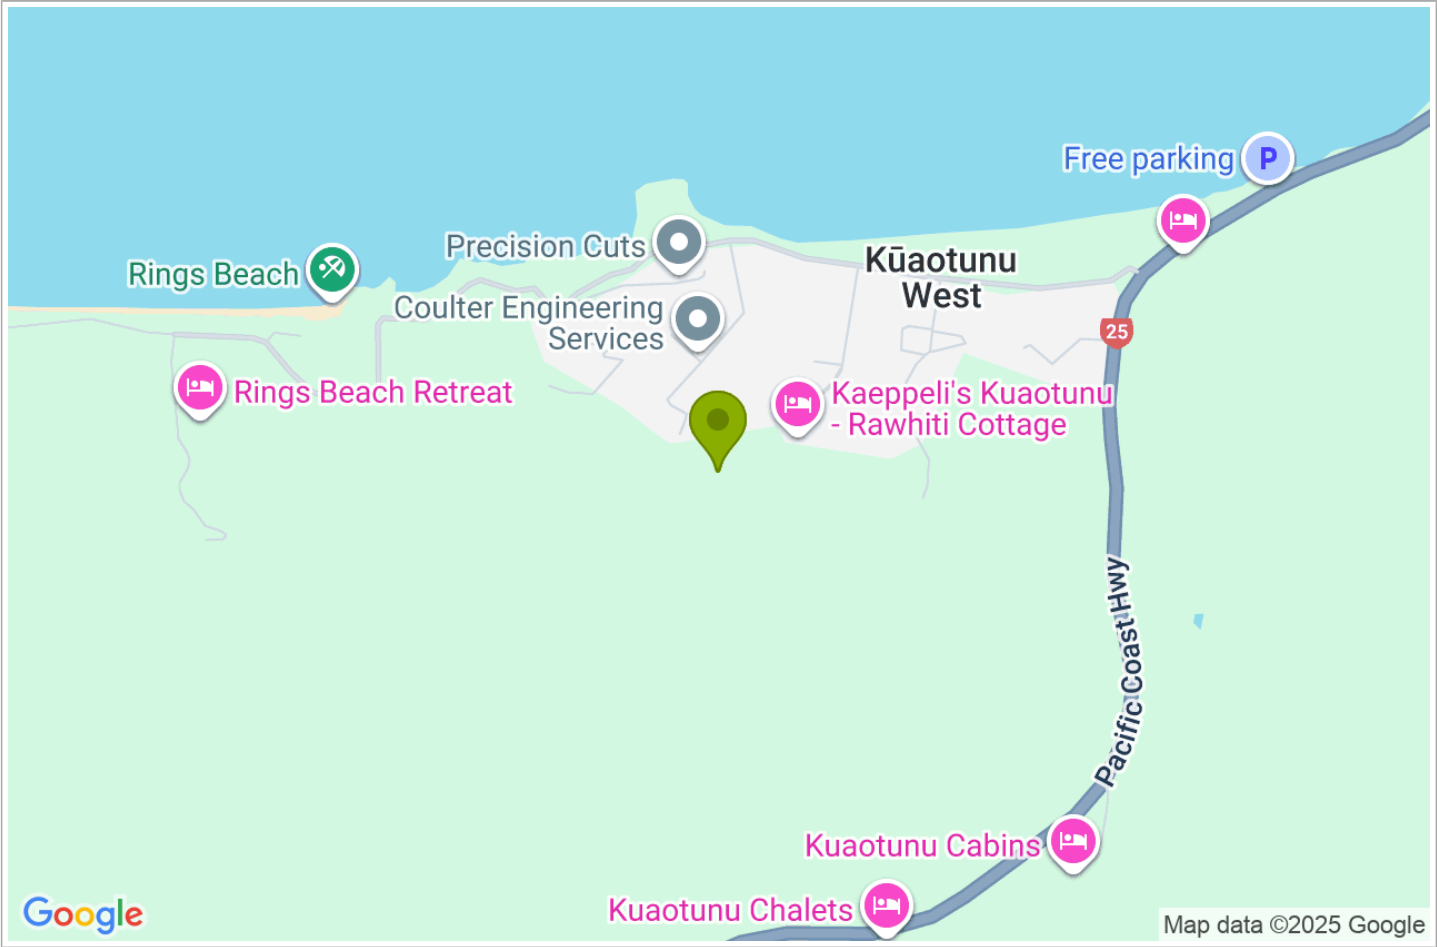 Free parking
P
Precision Cuts
Kūaotunu
West
Rings Beach
Coulter Engineering
Services
25
Rings Beach Retreat
Kaeppeli's Kuaotunu
- Rawhiti Cottage
Pacific Coast Hwy
Kuaotunu Cabins
Kuaotunu Chalets
Google
Map data ©2025 Google